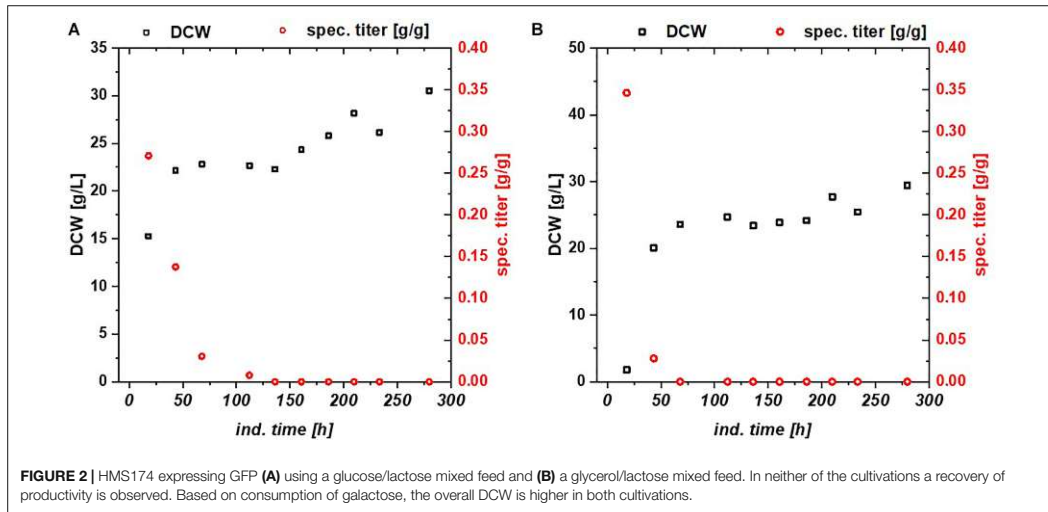 A
DCW
spec. titer [g/g]
35
30
25
20
15
10
5
0
DCW [g/L]
0.40
0.35
0.30
0.25
0.20
0.15
0.10
0.05
0.00
spec. titer [g/g]
0 50 100 150 200 250 300
ind. time [h]
B
DCW
spec. titer [g/g]
50
40
30
20
10
0
DCW [g/L]
0.40
0.35
0.30
0.25
0.20
0.15
0.10
0.05
0.00
spec. titer [g/g]
0 50 100 150 200 250 300
ind. time [h]
FIGURE 2 | HMS174 expressing GFP (A) using a glucose/lactose mixed feed and (B) a glycerol/lactose mixed feed. In neither of the cultivations a recovery of
productivity is observed. Based on consumption of galactose, the overall DCW is higher in both cultivations.